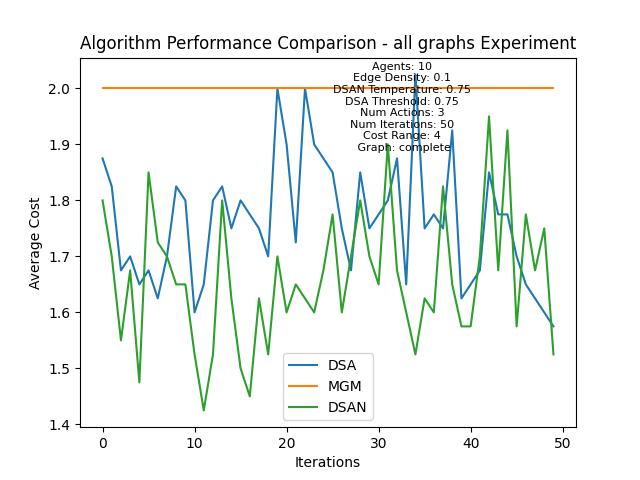 Algorithm Performance Comparison - all graphs Experiment
Agents: 10
Edge Density: 0.1
DSAN Temperature: 0.75
DSA Threshold: 0.75
Num Actions: 3
Num Iterations: 50
Cost Range: 4
Graph: complete
Average Cost
2.0
1.9
1.8
1.7
1.6
1.5
1.4
DSA
MGM
DSAN
0 10 20 30 40 50
Iterations